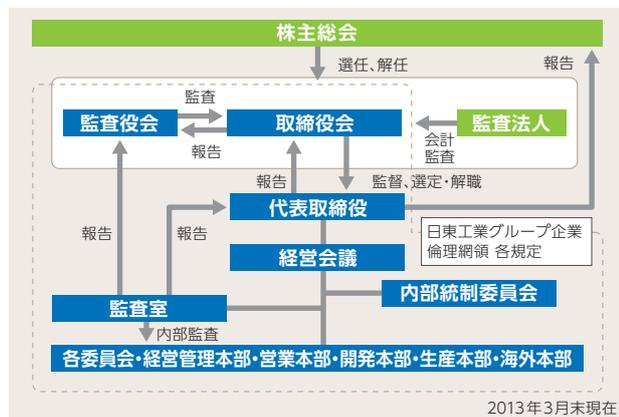 株主総会
選任、解任
報告
監査
監査役会
取締役会
監査法人
報告
会計
監査
報告
監督、選定・解職
代表取締役
報告
報告
日東工業グループ企業
倫理網領 各規定
経営会議
内部統制委員会
監査室
内部監査
各委員会・経営管理本部・営業本部・開発本部・生産本部・海外本部
2013年3月末現在